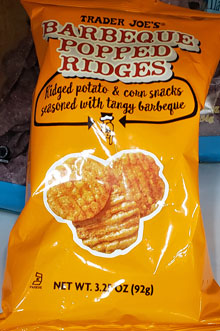 TRADER JOE'S®
BARBEQUE
POPPED
RIDGES
Ridged potato & corn snacks
seasoned with tangy barbeque
NET WT. 3.25 OZ (92g)